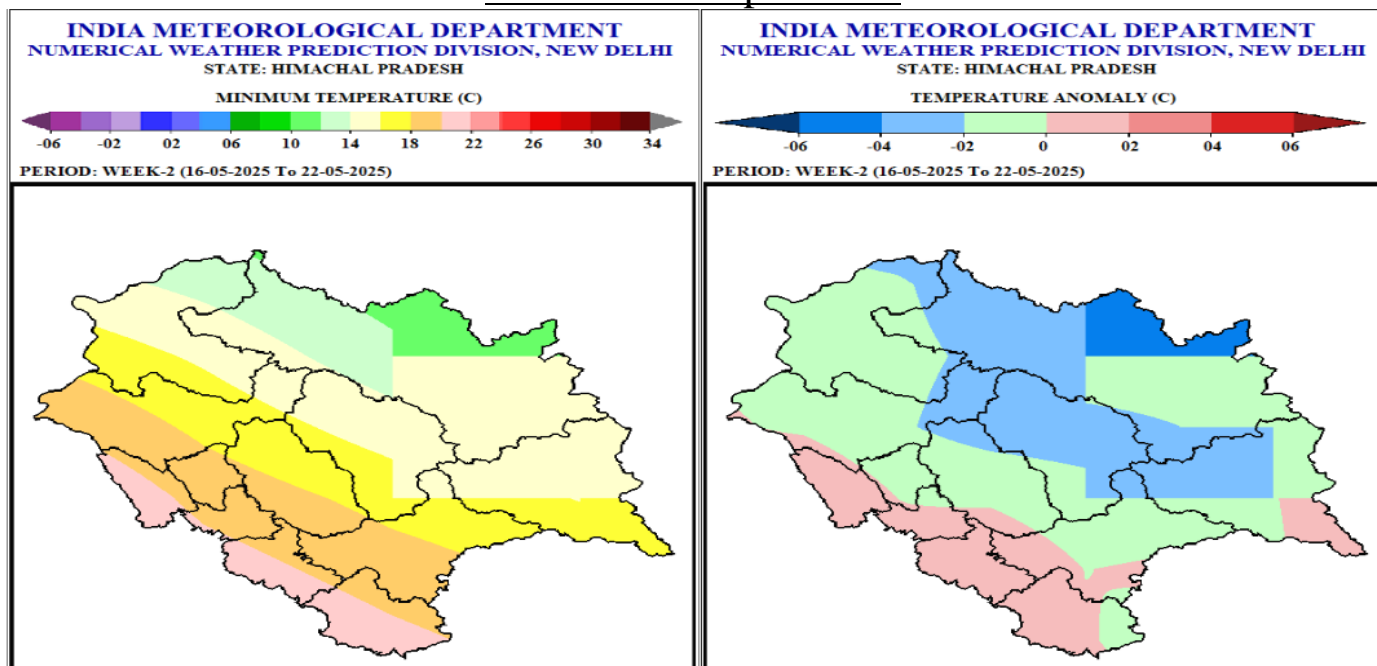 INDIA METEOROLOGICAL DEPARTMENT
NUMERICAL WEATHER PREDICTION DIVISION, NEW DELHI
STATE: HIMACHAL PRADESH
MINIMUM TEMPERATURE (C)
-06 -02 02 06 10 14 18 22 26 30 34
PERIOD: WEEK-2 (16-05-2025 To 22-05-2025)
INDIA METEOROLOGICAL DEPARTMENT
NUMERICAL WEATHER PREDICTION DIVISION, NEW DELHI
STATE: HIMACHAL PRADESH
TEMPERATURE ANOMALY (C)
-06 -04 -02 0 02 04 06
PERIOD: WEEK-2 (16-05-2025 To 22-05-2025)